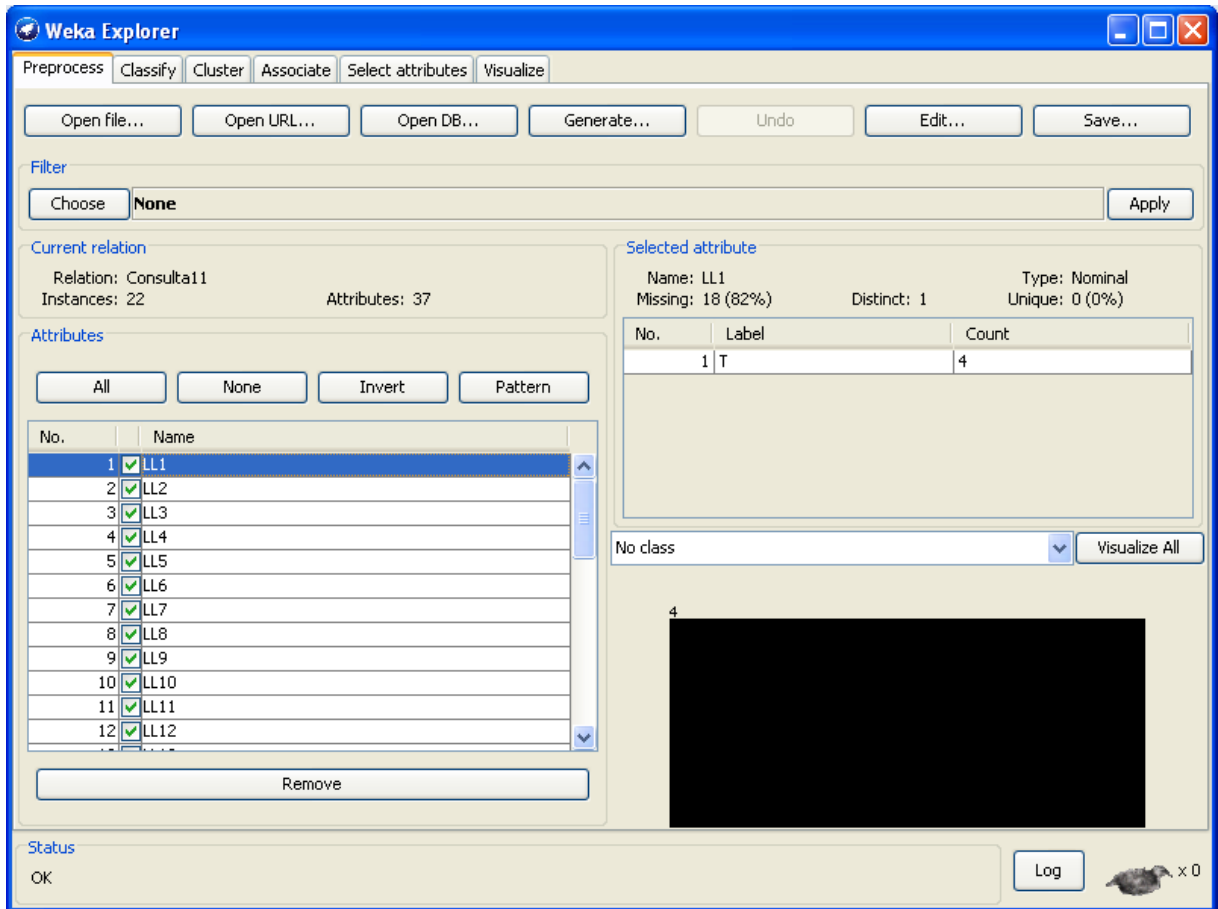 Weka Explorer
Preprocess Classify Cluster Associate Select attributes Visualize
Open file... Open URL... Open DB... Generate... Undo Edit... Save...
Filter
Choose None Apply
Current relation
Relation: Consulta11
Instances: 22 Attributes: 37
Attributes
All None Invert Pattern
No. Name
1 LL1
2 LL2
3 LL3
4 LL4
5 LL5
6 LL6
7 LL7
8 LL8
9 LL9
10 LL10
11 LL11
12 LL12
Remove
Selected attribute
Name: LL1 Type: Nominal
Missing: 18 (82%) Distinct: 1 Unique: 0 (0%)
No. Label Count
1 T 4
No class Visualize All
4
Status
OK
Log x 0